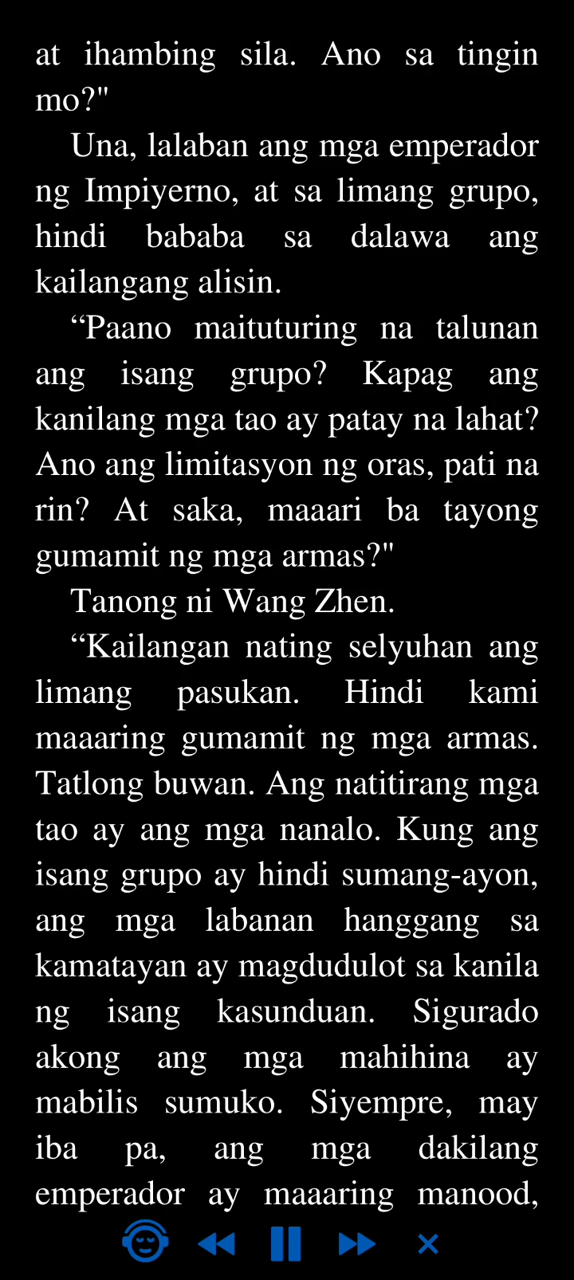 at ihambing sila. Ano sa tingin
mo?"
Una, lalaban ang mga emperador
ng Impiyerno, at sa limang grupo,
hindi bababa sa dalawa ang
kailangang alisin.
“Paano maituturing na talunan
ang isang grupo? Kapag ang
kanilang mga tao ay patay na lahat?
Ano ang limitasyon ng oras, pati na
rin? At saka, maaari ba tayong
gumamit ng mga armas?"
Tanong ni Wang Zhen.
“Kailangan nating selyuhan ang
limang pasukan. Hindi kami
maaaring gumamit ng mga armas.
Tatlong buwan. Ang natitirang mga
tao ay ang mga nanalo. Kung ang
isang grupo ay hindi sumang-ayon,
ang mga labanan hanggang sa
kamatayan ay magdudulot sa kanila
ng isang kasunduan. Sigurado
akong ang mga mahihina ay
mabilis sumuko. Siyempre, may
iba pa, ang mga dakilang
emperador ay maaaring manood,